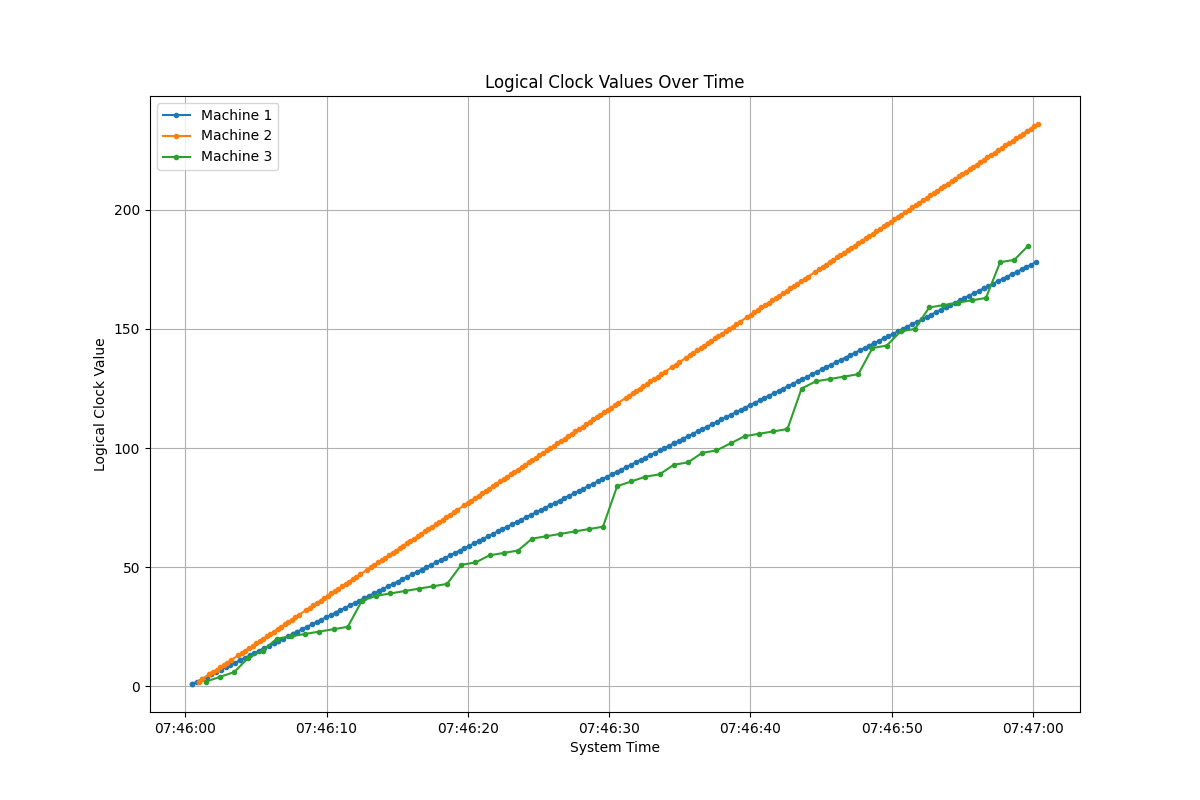 Logical Clock Values Over Time
Machine 1
Machine 2
Machine 3
Logical Clock Value
200
150
100
50
0
07:46:00 07:46:10 07:46:20 07:46:30 07:46:40 07:46:50 07:47:00
System Time